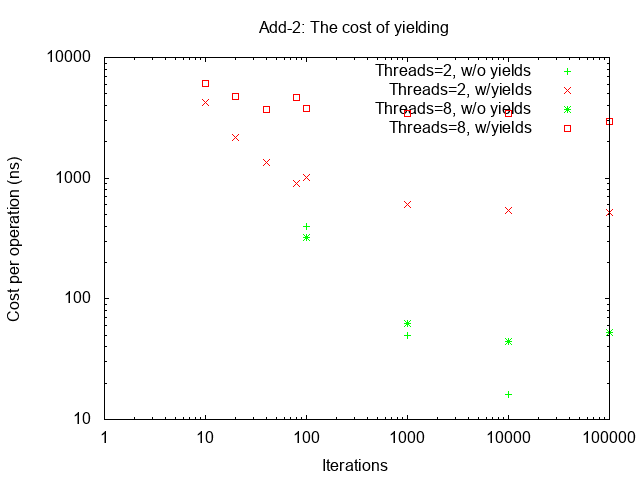 Add-2: The cost of yielding
10000
1000
100
10
Cost per operation (ns)
Threads=2, w/o yields
Threads=2, w/yields
Threads=8, w/o yields
Threads=8, w/yields
1
10
100
1000
10000
100000
Iterations